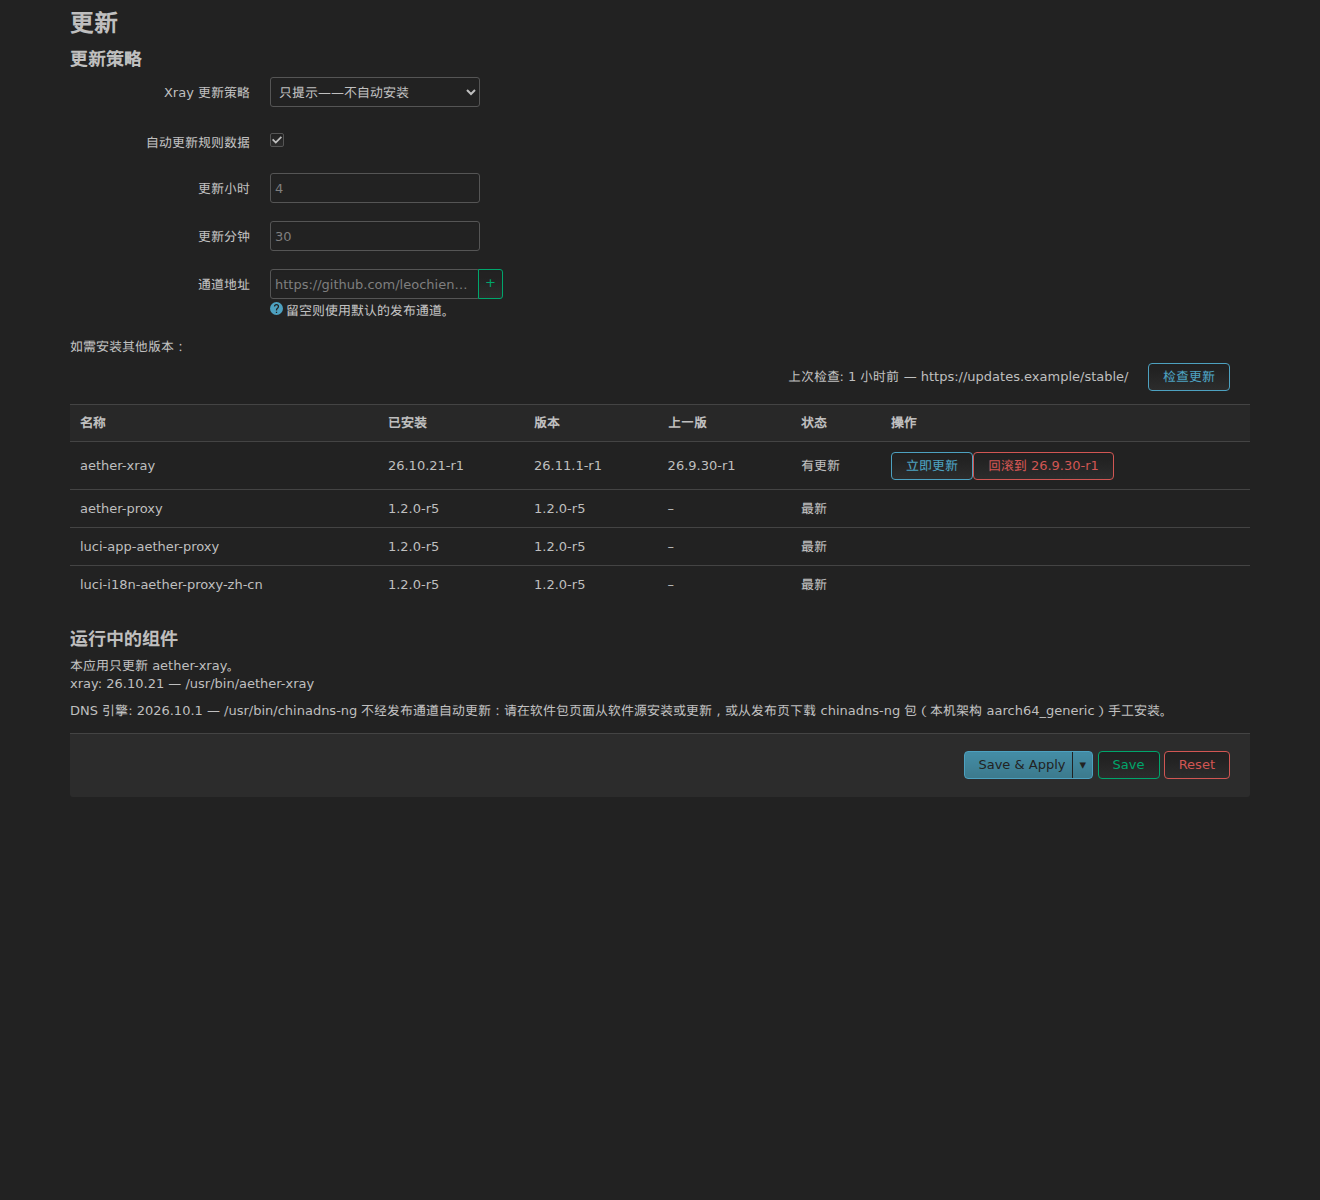 更新
更新策略
Xray 更新策略 只提示——不自动安装
自动更新规则数据
更新小时 4
更新分钟 30
通道地址 https://github.com/leochien... +
? 留空则使用默认的发布通道。
如需安装其他版本：
上次检查: 1 小时前 — https://updates.example/stable/ 检查更新
名称 已安装 版本 上一版 状态 操作
aether-xray 26.10.21-r1 26.11.1-r1 26.9.30-r1 有更新 立即更新 回滚到 26.9.30-r1
aether-proxy 1.2.0-r5 1.2.0-r5 – 最新
luci-app-aether-proxy 1.2.0-r5 1.2.0-r5 – 最新
luci-i18n-aether-proxy-zh-cn 1.2.0-r5 1.2.0-r5 – 最新
运行中的组件
本应用只更新 aether-xray。
xray: 26.10.21 — /usr/bin/aether-xray
DNS 引擎: 2026.10.1 — /usr/bin/chinadns-ng 不经发布通道自动更新：请在软件包页面从软件源安装或更新，或从发布页下载 chinadns-ng 包（本机架构 aarch64_generic）手工安装。
Save & Apply ▾ Save Reset